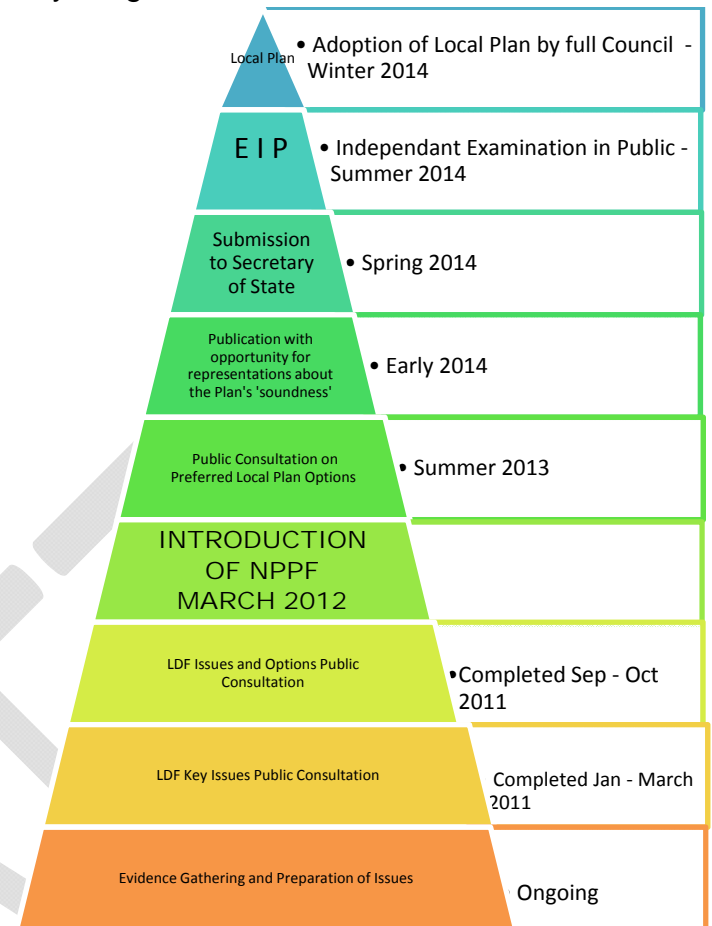 Local Plan
• Adoption of Local Plan by full Council -
Winter 2014
E I P
• Independant Examination in Public -
Summer 2014
Submission
to Secretary
of State
• Spring 2014
Publication with
opportunity for
representations about
the Plan's 'soundness'
• Early 2014
Public Consultation on
Preferred Local Plan Options
• Summer 2013
INTRODUCTION
OF NPPF
MARCH 2012
LDF Issues and Options Public
Consultation
•Completed Sep - Oct
2011
LDF Key Issues Public Consultation
Completed Jan - March
2011
Evidence Gathering and Preparation of Issues
Ongoing